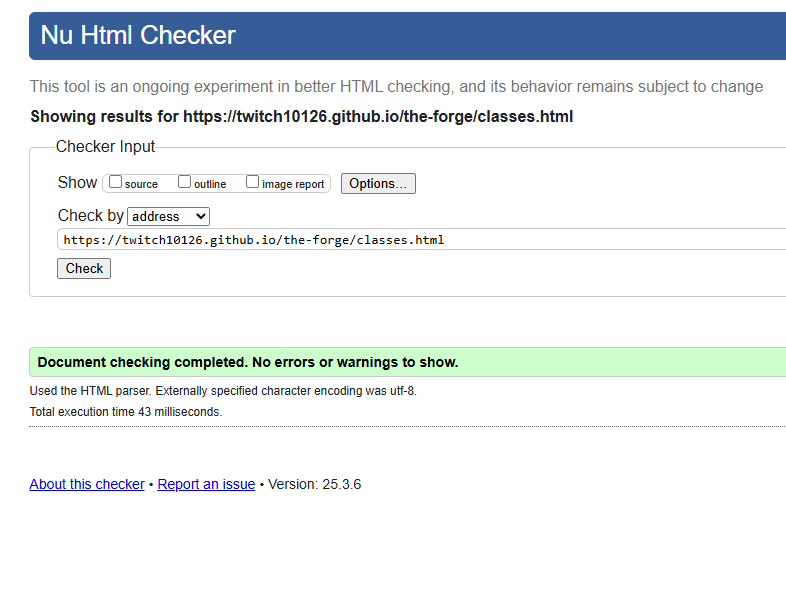 Nu Html Checker
This tool is an ongoing experiment in better HTML checking, and its behavior remains subject to change
Showing results for https://twitch10126.github.io/the-forge/classes.html
Checker Input
Show source outline image report Options...
Check by address
https://twitch10126.github.io/the-forge/classes.html
Check
Document checking completed. No errors or warnings to show.
Used the HTML parser. Externally specified character encoding was utf-8.
Total execution time 43 milliseconds.
About this checker • Report an issue • Version: 25.3.6